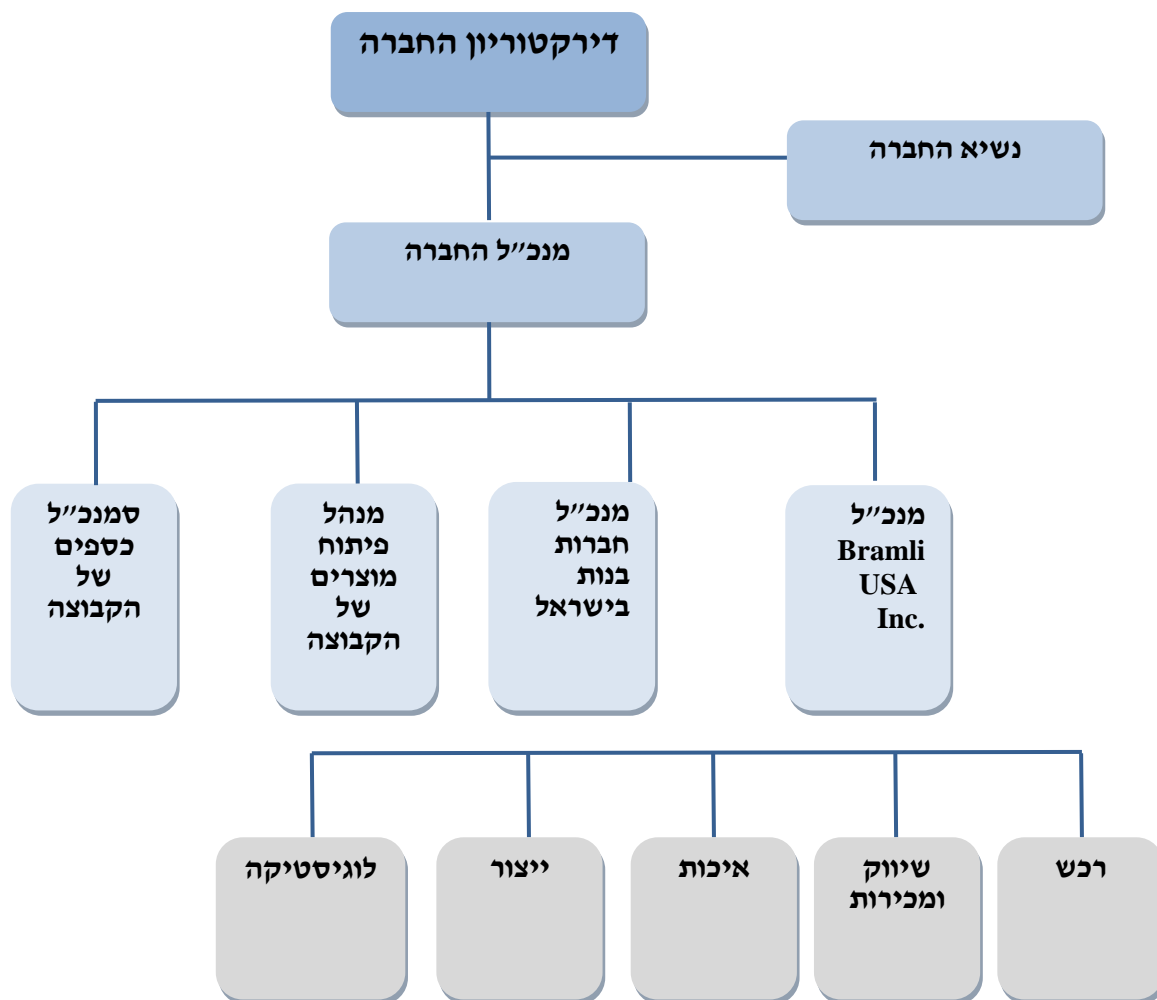 דירקטוריון החברה
נשיא החברה
מנכ״ל החברה
מנכ״ל
Bramli
USA
Inc.
מנכ״ל
חברות
בנות
בישראל
מנהל
פיתוח
מוצרים
של
הקבוצה
סמנכ״ל
כספים
של
הקבוצה
רכש
שיווק
ומכירות
איכות
ייצור
לוגיסטיקה